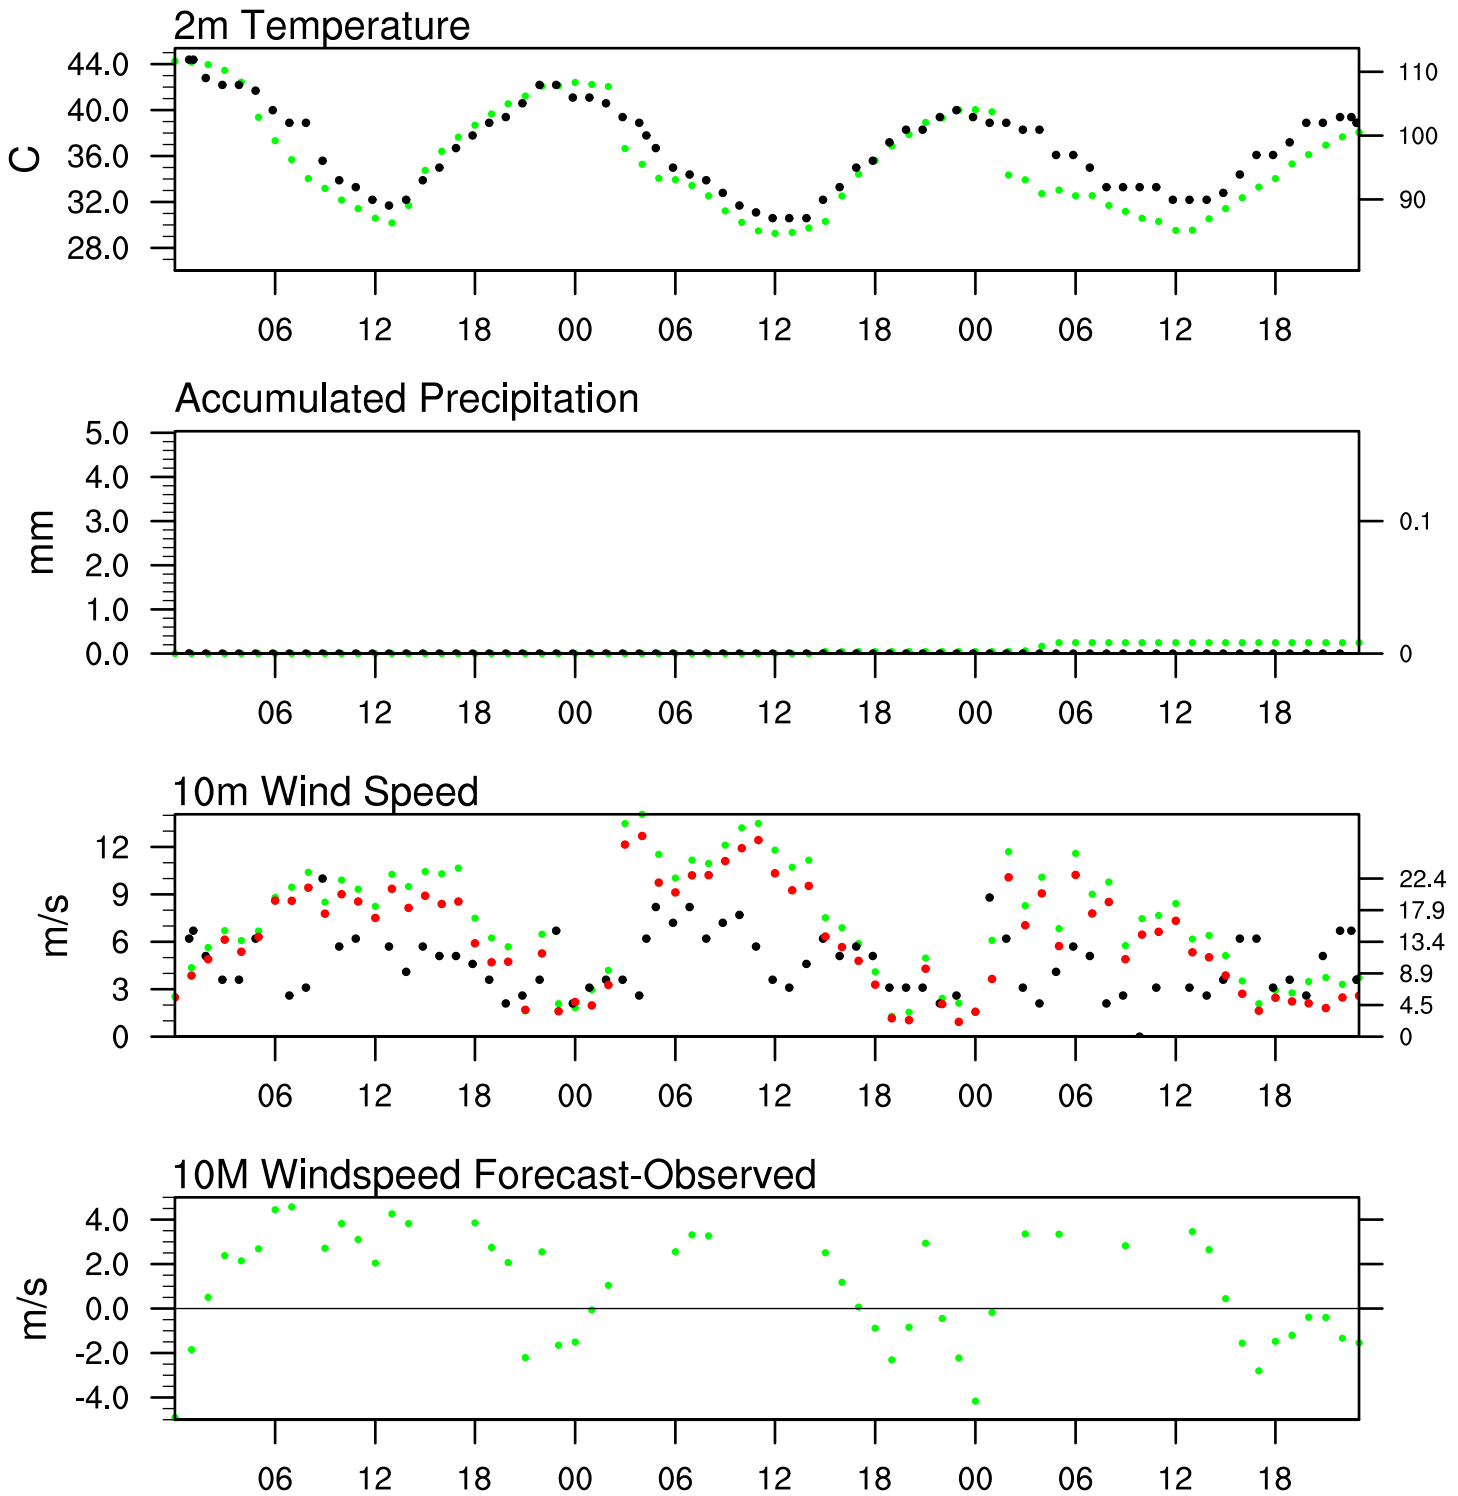 2m Temperature
44.0
40.0
36.0
32.0
28.0
C
110
100
90
06 12 18 00 06 12 18 00 06 12 18
Accumulated Precipitation
5.0
4.0
3.0
2.0
1.0
0.0
mm
0.1
0
06 12 18 00 06 12 18 00 06 12 18
10m Wind Speed
12
9
6
3
0
m/s
22.4
17.9
13.4
8.9
4.5
0
06 12 18 00 06 12 18 00 06 12 18
10M Windspeed Forecast-Observed
4.0
2.0
0.0
-2.0
-4.0
m/s
06 12 18 00 06 12 18 00 06 12 18